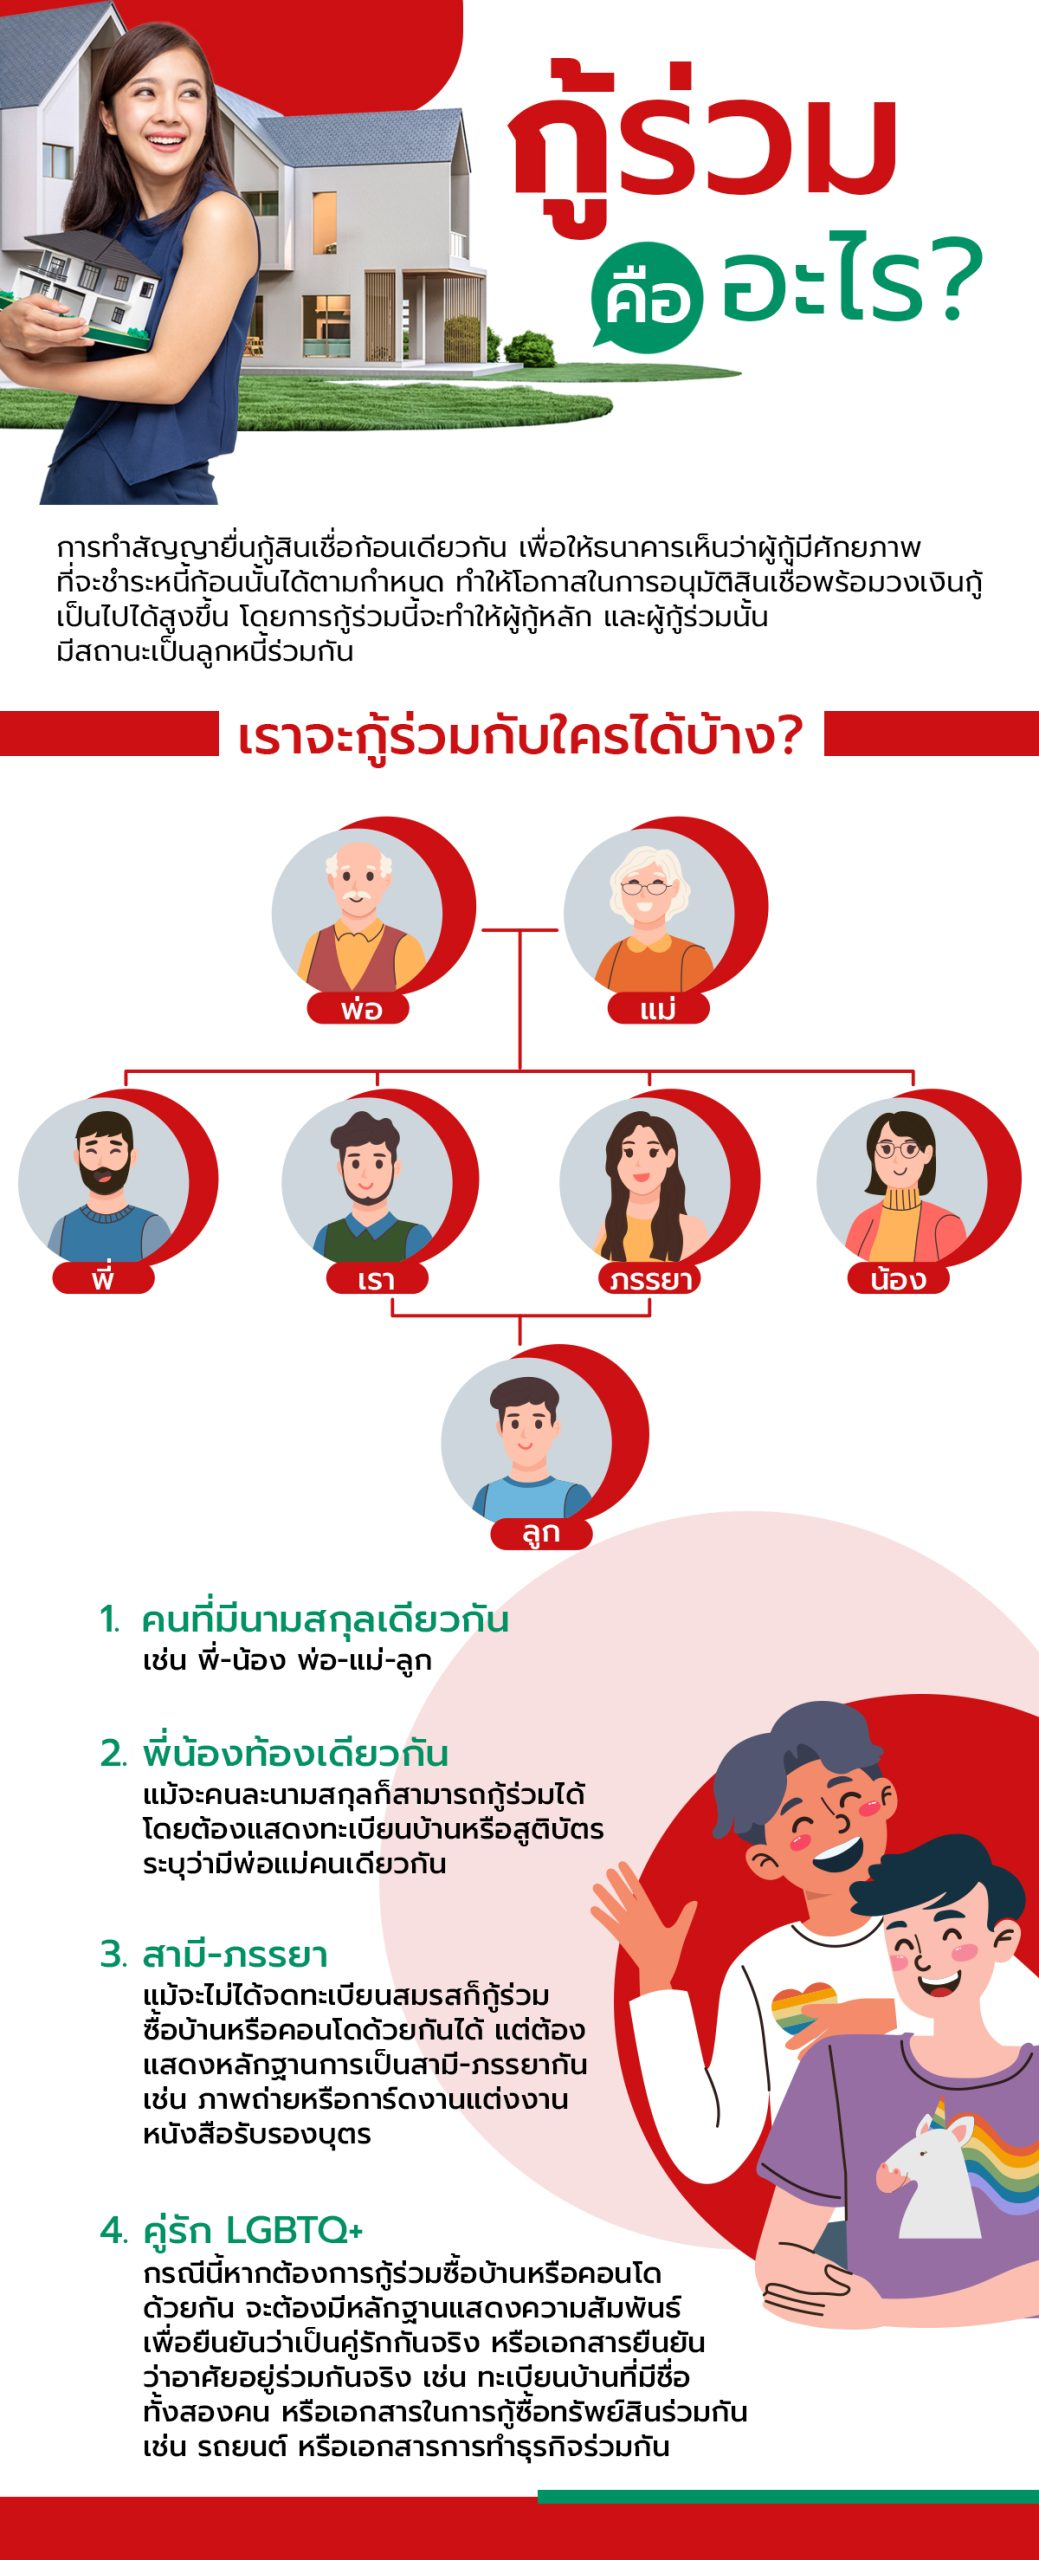 กู้ร่วม
คือ อะไร?
การทำสัญญายื่นกู้สินเชื่อก้อนเดียวกัน เพื่อให้ธนาคารเห็นว่าผู้กู้มีศักยภาพ
ที่จะชำระหนี้ก้อนนั้นได้ตามกำหนด ทำให้โอกาสในการอนุมัติสินเชื่อพร้อมวงเงินกู้
เป็นไปได้สูงขึ้น โดยการกู้ร่วมนี้จะทำให้ผู้กู้หลัก และผู้กู้ร่วมนั้น
มีสถานะเป็นลูกหนี้ร่วมกัน
เราจะกู้ร่วมกับใครได้บ้าง?
พ่อ แม่
พี่ เรา ภรรยา น้อง
ลูก
1. คนที่มีนามสกุลเดียวกัน
เช่น พี่-น้อง พ่อ-แม่-ลูก
2. พี่น้องท้องเดียวกัน
แม้จะคนละนามสกุลก็สามารถกู้ร่วมได้
โดยต้องแสดงทะเบียนบ้านหรือสูติบัตร
ระบุว่ามีพ่อแม่คนเดียวกัน
3. สามี-ภรรยา
แม้จะไม่ได้จดทะเบียนสมรสก็กู้ร่วม
ซื้อบ้านหรือคอนโดด้วยกันได้ แต่ต้อง
แสดงหลักฐานการเป็นสามี-ภรรยากัน
เช่น ภาพถ่ายหรือการ์ดงานแต่งงาน
หนังสือรับรองบุตร
4. คู่รัก LGBTQ+
กรณีนี้หากต้องการกู้ร่วมซื้อบ้านหรือคอนโด
ด้วยกัน จะต้องมีหลักฐานแสดงความสัมพันธ์
เพื่อยืนยันว่าเป็นคู่รักกันจริง หรือเอกสารยืนยัน
ว่าอาศัยอยู่ร่วมกันจริง เช่น ทะเบียนบ้านที่มีชื่อ
ทั้งสองคน หรือเอกสารในการกู้ซื้อทรัพย์สินร่วมกัน
เช่น รถยนต์ หรือเอกสารการทำธุรกิจร่วมกัน